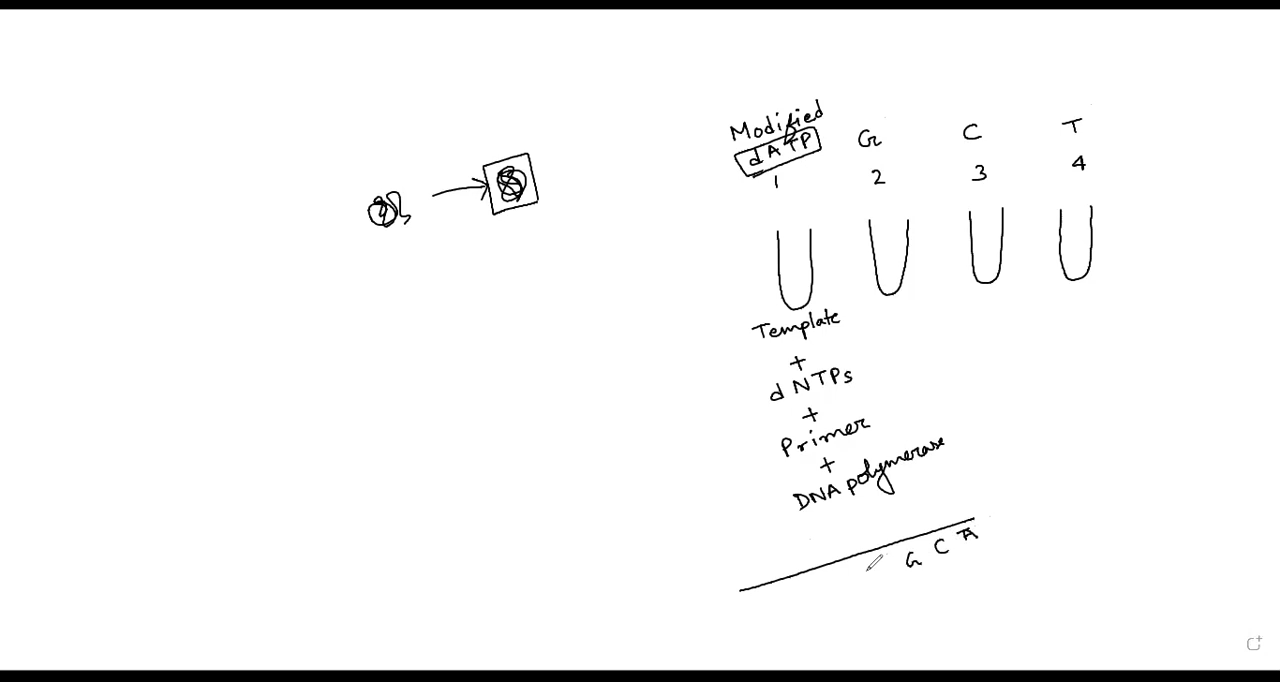 Modified
dATP G C T
1 2 3 4
Template
+
dNTPs
+
Primer
+
DNA polymerase
G C A